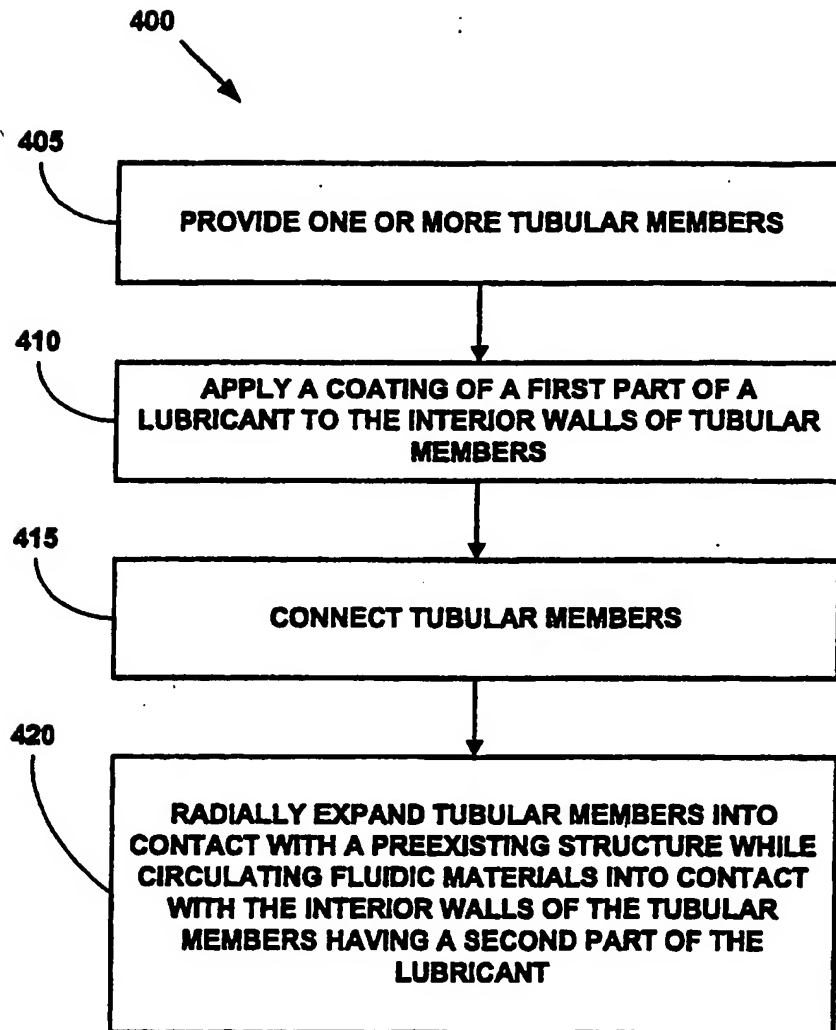 400
405
PROVIDE ONE OR MORE TUBULAR MEMBERS
410
APPLY A COATING OF A FIRST PART OF A
LUBRICANT TO THE INTERIOR WALLS OF TUBULAR
MEMBERS
415
CONNECT TUBULAR MEMBERS
420
RADIALLY EXPAND TUBULAR MEMBERS INTO
CONTACT WITH A PREEXISTING STRUCTURE WHILE
CIRCULATING FLUIDIC MATERIALS INTO CONTACT
WITH THE INTERIOR WALLS OF THE TUBULAR
MEMBERS HAVING A SECOND PART OF THE
LUBRICANT